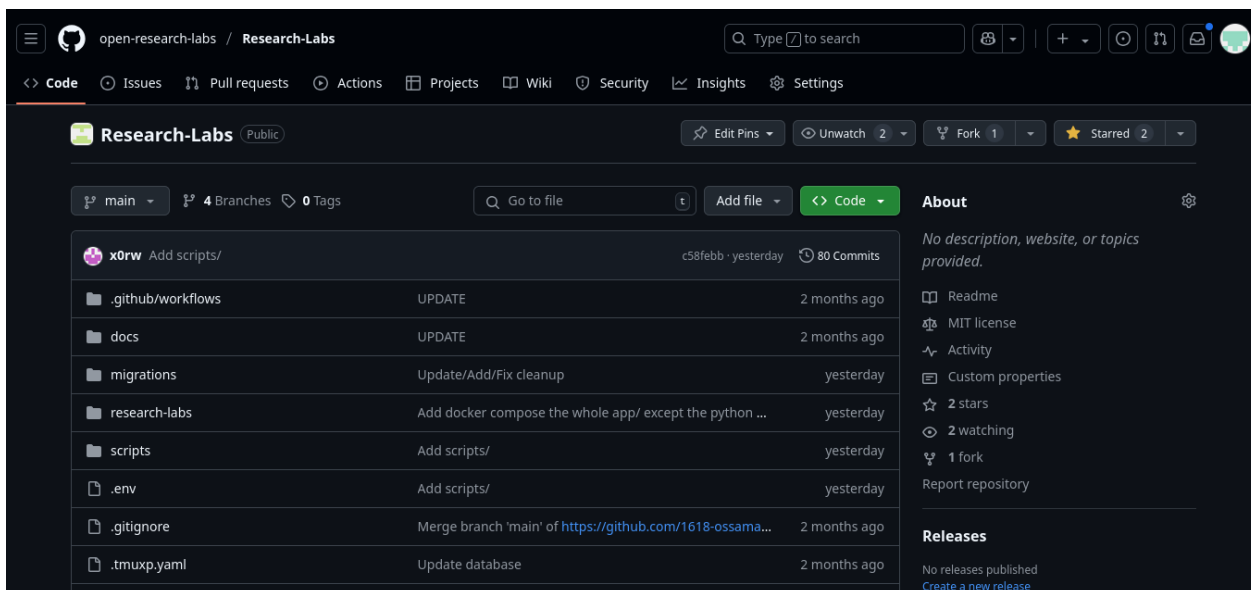 open-research-labs / Research-Labs
Type / to search
Code Issues Pull requests Actions Projects Wiki Security Insights Settings
Research-Labs Public
Edit Pins Unwatch 2 Fork 1 Starred 2
main 4 Branches 0 Tags Go to file t Add file Code
x0rw Add scripts/ c58febb · yesterday 80 Commits
.github/workflows UPDATE 2 months ago
docs UPDATE 2 months ago
migrations Update/Add/Fix cleanup yesterday
research-labs Add docker compose the whole app/ except the python ... yesterday
scripts Add scripts/ yesterday
.env Add scripts/ yesterday
.gitignore Merge branch 'main' of https://github.com/1618-ossama... 2 months ago
.tmuxp.yaml Update database 2 months ago
About
No description, website, or topics
provided.
Readme
MIT license
Activity
Custom properties
2 stars
2 watching
1 fork
Report repository
Releases
No releases published
Create a new release